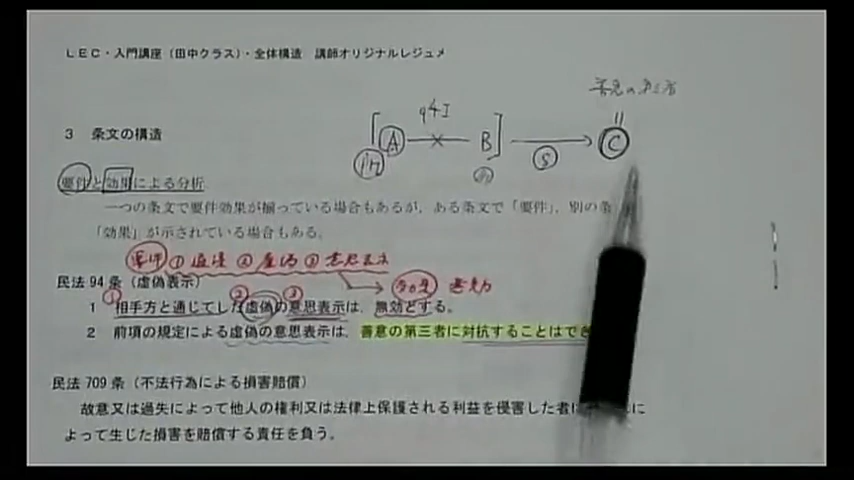 LEC・入門講座(田中クラス)・全体構造 講師オリジナルレジュメ
善意の第三者
94I
3 条文の構造
A B S C
要件と効果による分析
一つの条文で要件効果が揃っている場合もあるが、ある条文で「要件」、別の条
「効果」が示されている場合もある。
要件 ① 通謀 ② 虚偽 ③ 意思表示
民法 94 条(虚偽表示)
効果 無効
① ② ③
1 相手方と通じてした虚偽の意思表示は、無効とする。
2 前項の規定による虚偽の意思表示は、善意の第三者に対抗することはでき
民法 709 条(不法行為による損害賠償)
故意又は過失によって他人の権利又は法律上保護される利益を侵害した者に
よって生じた損害を賠償する責任を負う。